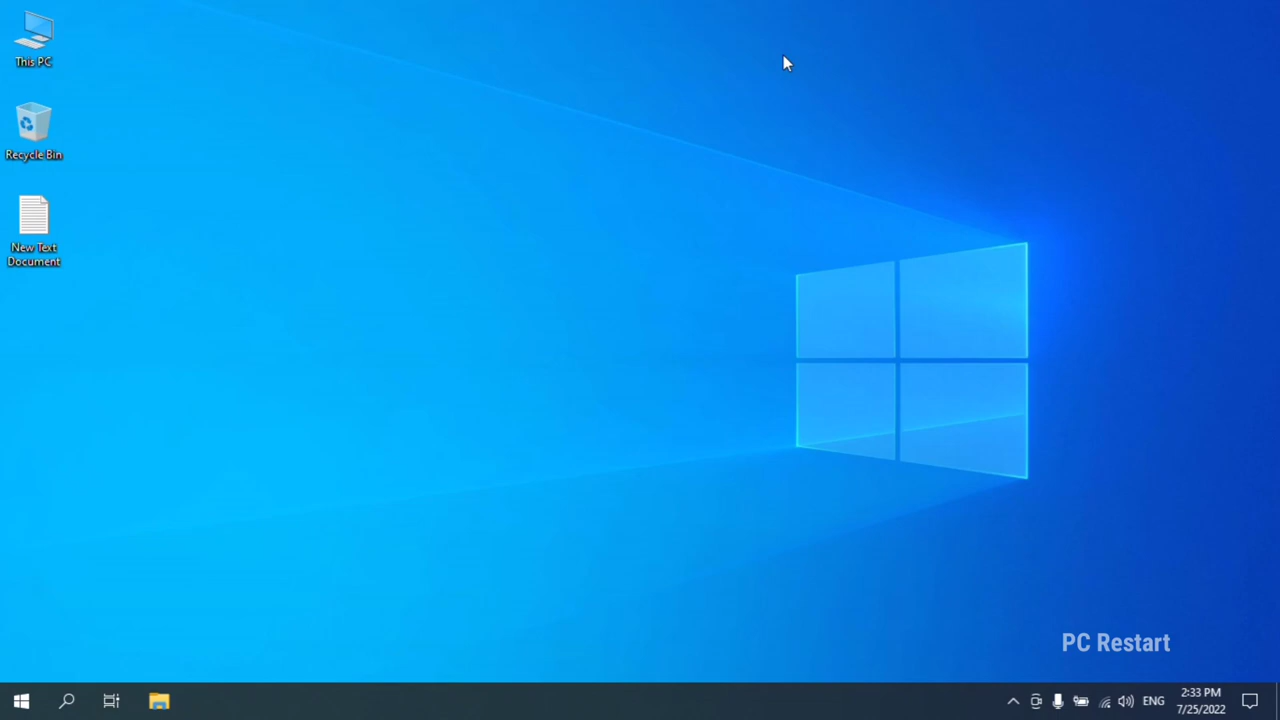 This PC
Recycle Bin
New Text
Document
PC Restart
ENG
2:33 PM
7/25/2022